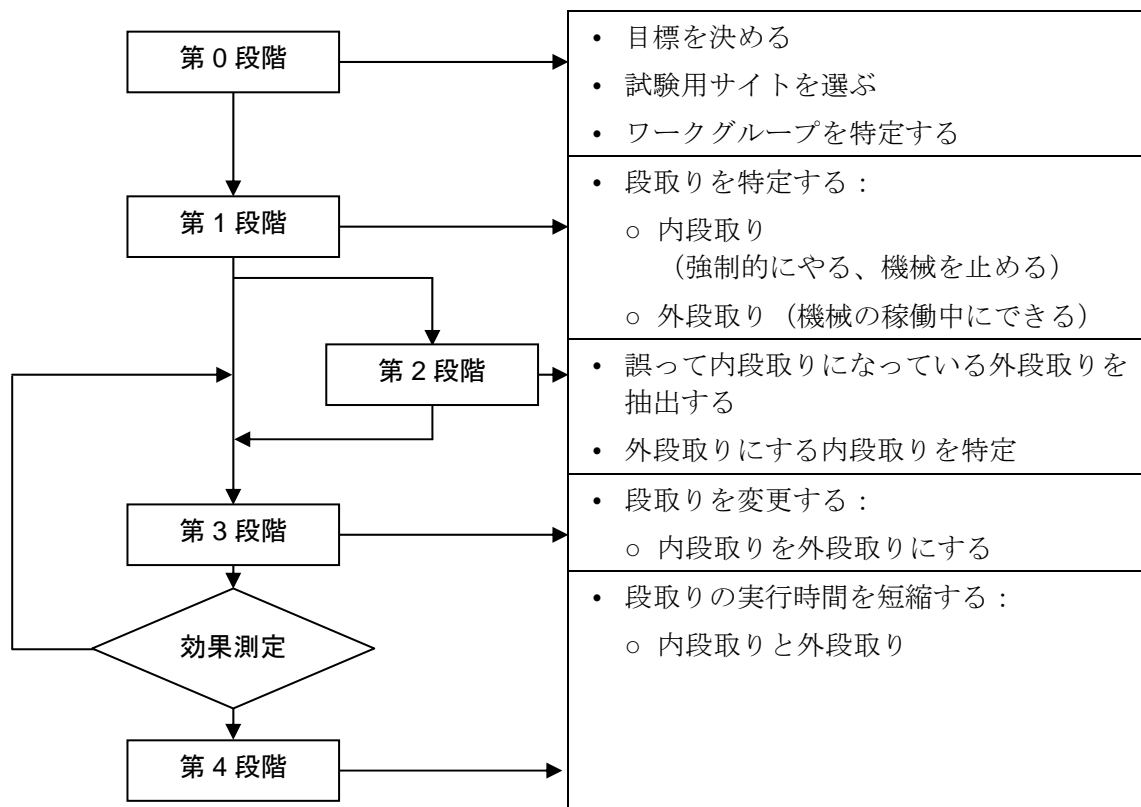 第 0 段階
• 目標を決める
• 試験用サイトを選ぶ
• ワークグループを特定する
第 1 段階
• 段取りを特定する：
○ 内段取り
（強制的にやる、機械を止める）
○ 外段取り（機械の稼働中にできる）
第 2 段階
• 誤って内段取りになっている外段取りを
抽出する
• 外段取りにする内段取りを特定
第 3 段階
• 段取りを変更する：
○ 内段取りを外段取りにする
効果測定
• 段取りの実行時間を短縮する：
○ 内段取りと外段取り
第 4 段階